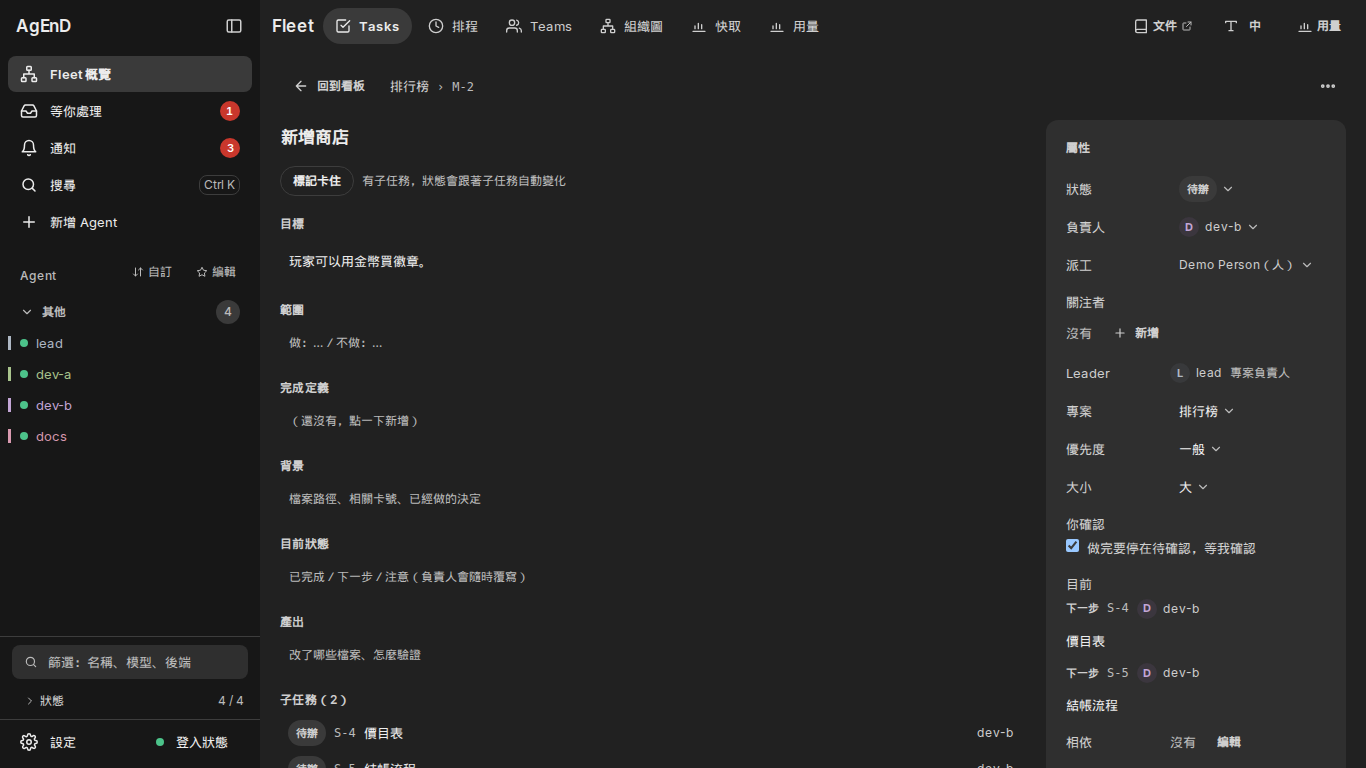 AgEnD
Fleet 概覽
等你處理 1
通知 3
搜尋 Ctrl K
新增 Agent
Agent 自訂 編輯
其他 4
lead
dev-a
dev-b
docs
篩選：名稱、模型、後端
狀態 4 / 4
設定 登入狀態
Fleet Tasks 排程 Teams 組織圖 快取 用量 文件 中 用量
回到看板 排行榜 › M-2
新增商店
標記卡住 有子任務，狀態會跟著子任務自動變化
目標
玩家可以用金幣買徽章。
範圍
做：... / 不做：...
完成定義
（還沒有，點一下新增）
背景
檔案路徑、相關卡號、已經做的決定
目前狀態
已完成 / 下一步 / 注意（負責人會隨時覆寫）
產出
改了哪些檔案、怎麼驗證
子任務（2）
待辦 S-4 價目表 dev-b
待辦 S-5 結帳流程 dev-b
屬性
狀態 待辦
負責人 D dev-b
派工 Demo Person（人）
關注者
沒有 新增
Leader L lead 專案負責人
專案 排行榜
優先度 一般
大小 大
你確認
做完要停在待確認，等我確認
目前
下一步 S-4 D dev-b
價目表
下一步 S-5 D dev-b
結帳流程
相依 沒有 編輯